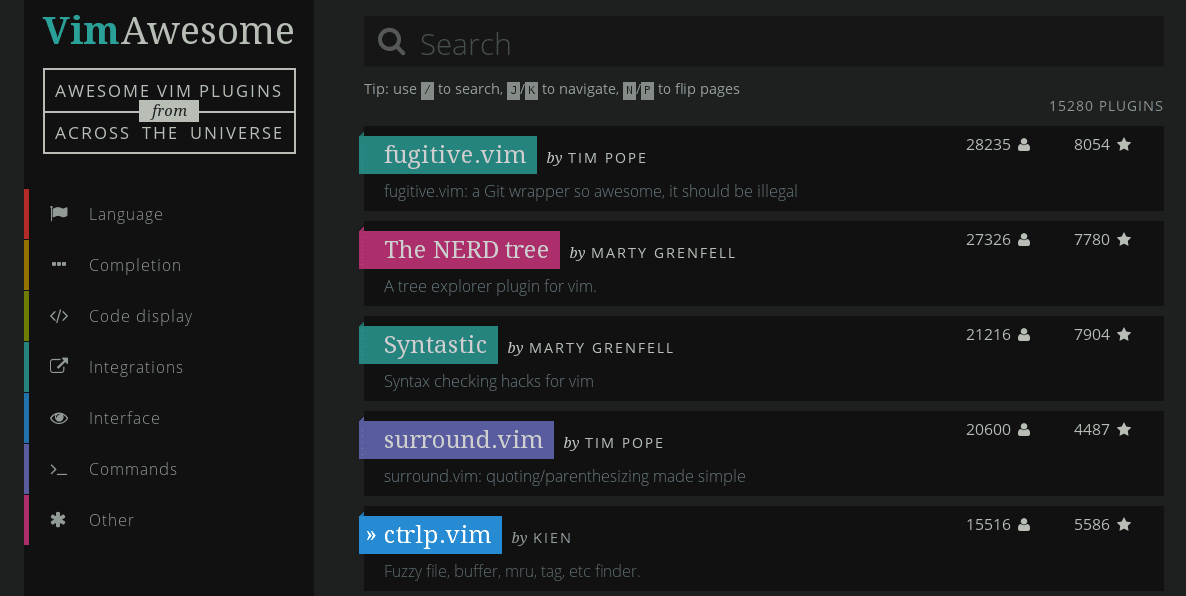 VimAwesome
AWESOME VIM PLUGINS
from
ACROSS THE UNIVERSE
Language
Completion
Code display
Integrations
Interface
Commands
Other
Search
Tip: use / to search, J/K to navigate, N/P to flip pages
15280 PLUGINS
fugitive.vim by TIM POPE 28235 8054
fugitive.vim: a Git wrapper so awesome, it should be illegal
The NERD tree by MARTY GRENFELL 27326 7780
A tree explorer plugin for vim.
Syntastic by MARTY GRENFELL 21216 7904
Syntax checking hacks for vim
surround.vim by TIM POPE 20600 4487
surround.vim: quoting/parenthesizing made simple
» ctrlp.vim by KIEN 15516 5586
Fuzzy file, buffer, mru, tag, etc finder.